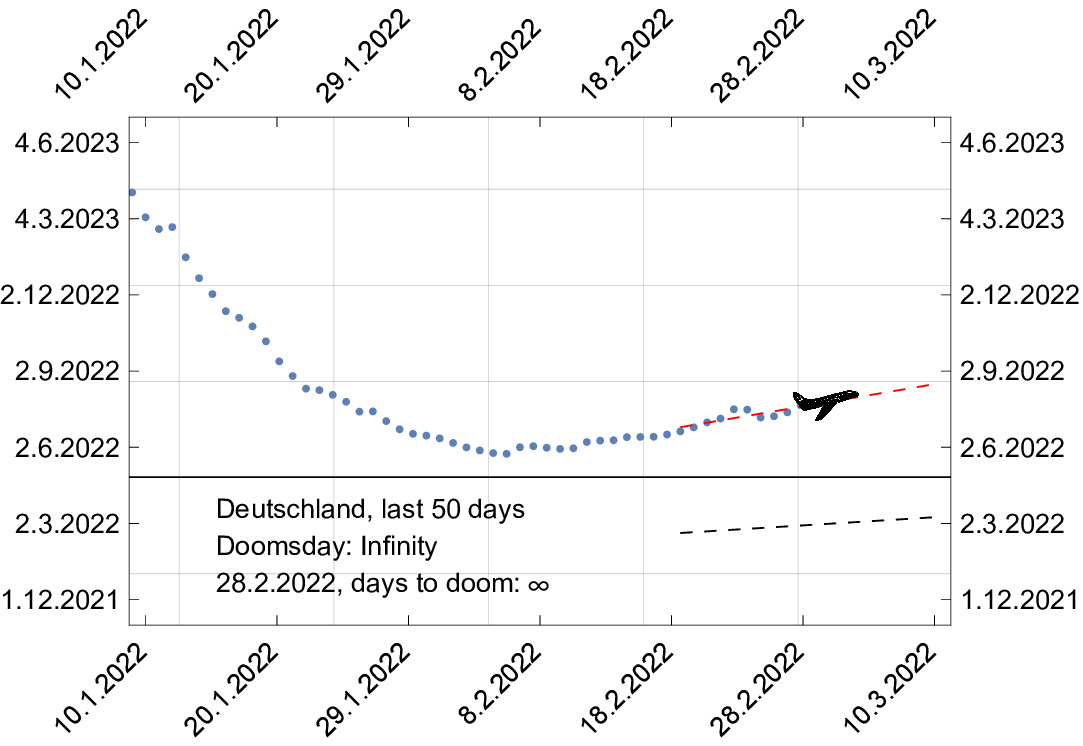 10.1.2022 20.1.2022 29.1.2022 8.2.2022 18.2.2022 28.2.2022 10.3.2022
4.6.2023 4.6.2023
4.3.2023 4.3.2023
2.12.2022 2.12.2022
2.9.2022 2.9.2022
2.6.2022 2.6.2022
Deutschland, last 50 days
2.3.2022 2.3.2022
Doomsday: Infinity
28.2.2022, days to doom: ∞
1.12.2021 1.12.2021
10.1.2022 20.1.2022 29.1.2022 8.2.2022 18.2.2022 28.2.2022 10.3.2022